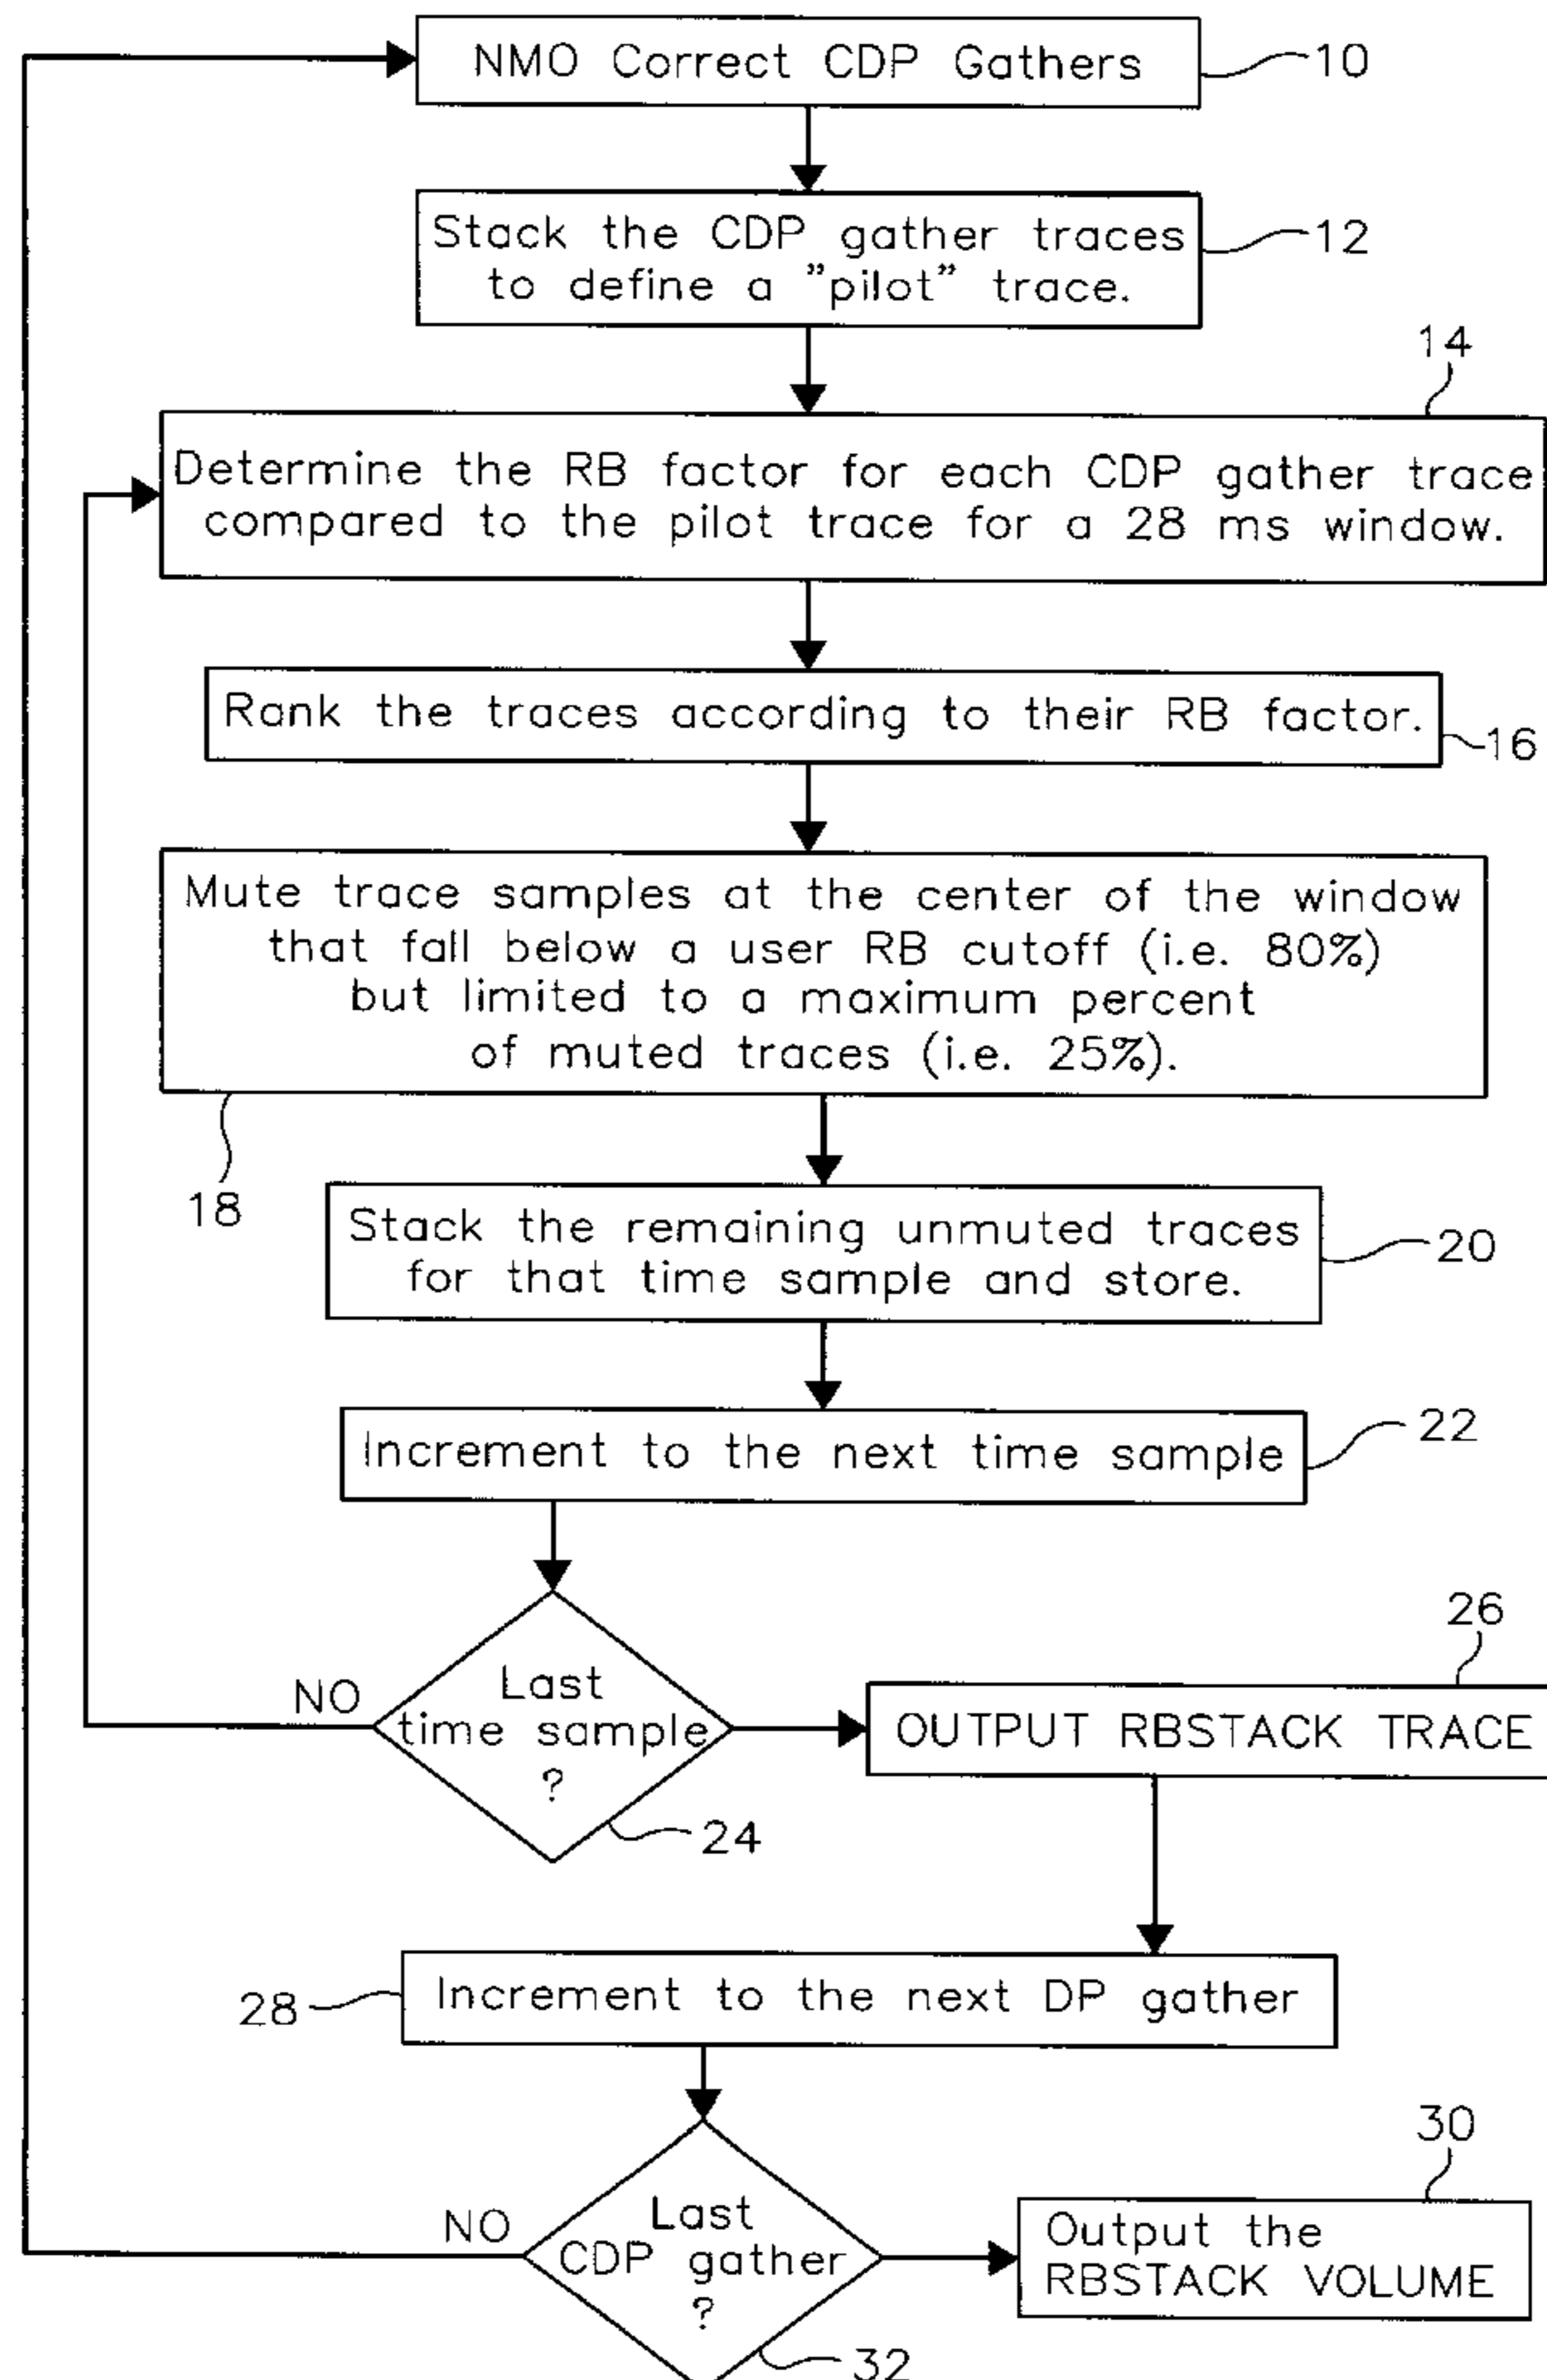 NMO Correct CDP Gathers
10
Stack the CDP gather traces
to define a "pilot" trace.
12
14
Determine the RB factor for each CDP gather trace
compared to the pilot trace for a 28 ms window.
Rank the traces according to their RB factor.
16
Mute trace samples at the center of the window
that fall below a user RB cutoff (i.e. 80%)
but limited to a maximum percent
of muted traces (i.e. 25%).
18
Stack the remaining unmuted traces
for that time sample and store.
20
Increment to the next time sample
22
Last
time sample
?
NO
24
26
OUTPUT RBSTACK TRACE
28
Increment to the next DP gather
NO
Last
CDP gather
?
32
30
Output the
RBSTACK VOLUME